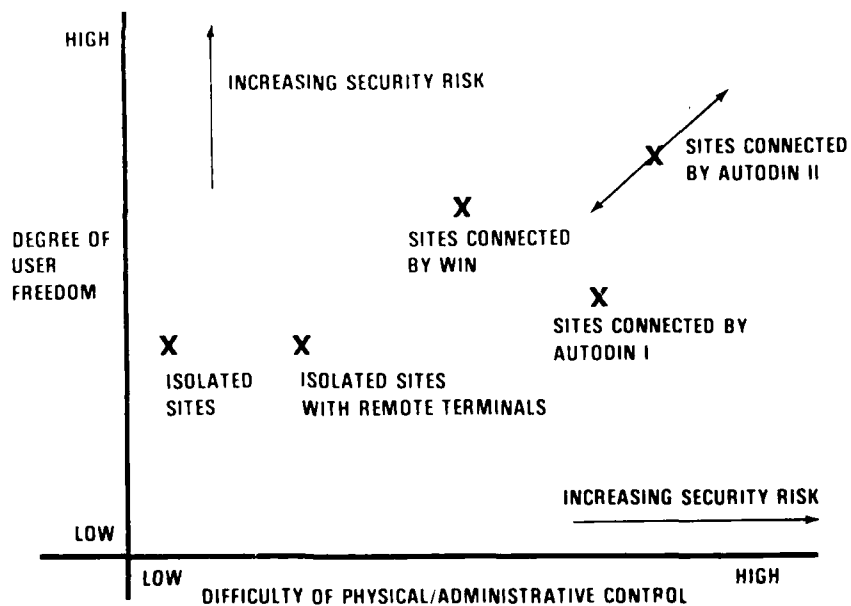 HIGH
INCREASING SECURITY RISK
X SITES CONNECTED
BY AUTODIN II
X
SITES CONNECTED
BY WIN
DEGREE OF
USER
FREEDOM
X
SITES CONNECTED BY
AUTODIN I
X
ISOLATED
SITES
X
ISOLATED SITES
WITH REMOTE TERMINALS
INCREASING SECURITY RISK
LOW
LOW
HIGH
DIFFICULTY OF PHYSICAL/ADMINISTRATIVE CONTROL